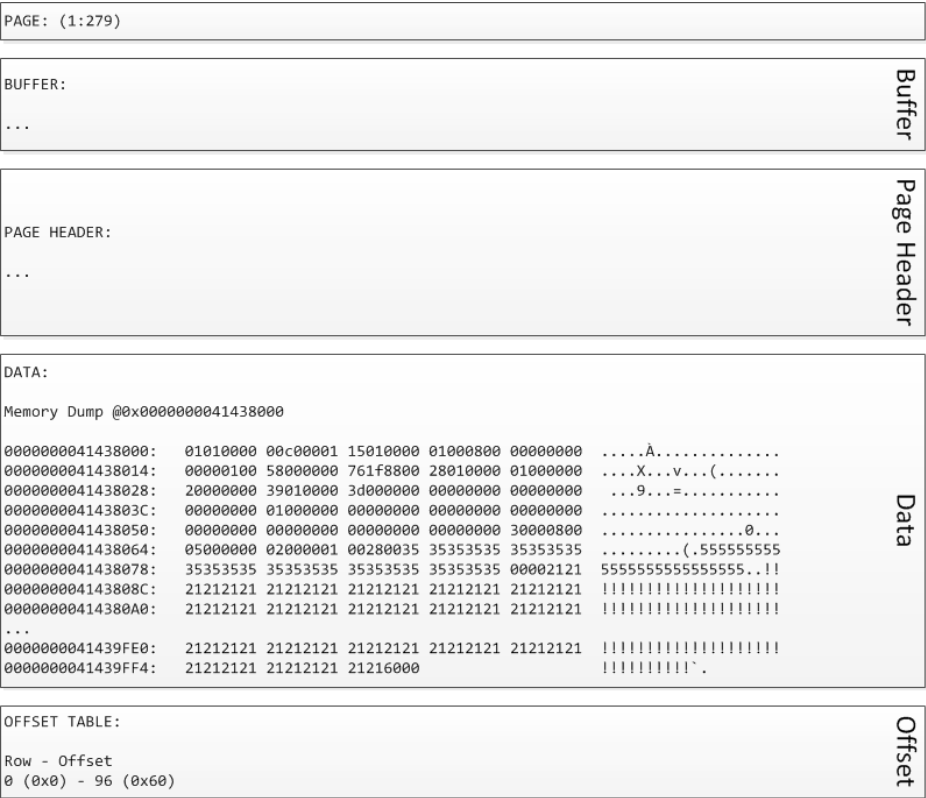 PAGE: (1:279)
BUFFER:
...
Buffer
PAGE HEADER:
...
Page Header
DATA:
Memory Dump @0x0000000041438000
0000000041438000:   01010000 00c00001 15010000 01000800 00000000  .....À..............
0000000041438014:   00000100 58000000 761f8800 28010000 01000000  ....X...v...(.......
0000000041438028:   20000000 39010000 3d000000 00000000 00000000   ...9...=...........
000000004143803C:   00000000 01000000 00000000 00000000 00000000  ....................
0000000041438050:   00000000 00000000 00000000 00000000 30000800  ................0...
0000000041438064:   05000000 02000001 00280035 35353535 35353535  .........(.555555555
0000000041438078:   35353535 35353535 35353535 35353535 00002121  5555555555555555..!!
000000004143808C:   21212121 21212121 21212121 21212121 21212121  !!!!!!!!!!!!!!!!!!!!
00000000414380A0:   21212121 21212121 21212121 21212121 21212121  !!!!!!!!!!!!!!!!!!!!
...
0000000041439FE0:   21212121 21212121 21212121 21212121 21212121  !!!!!!!!!!!!!!!!!!!!
0000000041439FF4:   21212121 21212121 21216000                    !!!!!!!!!!`.
Data
OFFSET TABLE:
Row - Offset
0 (0x0) - 96 (0x60)
Offset